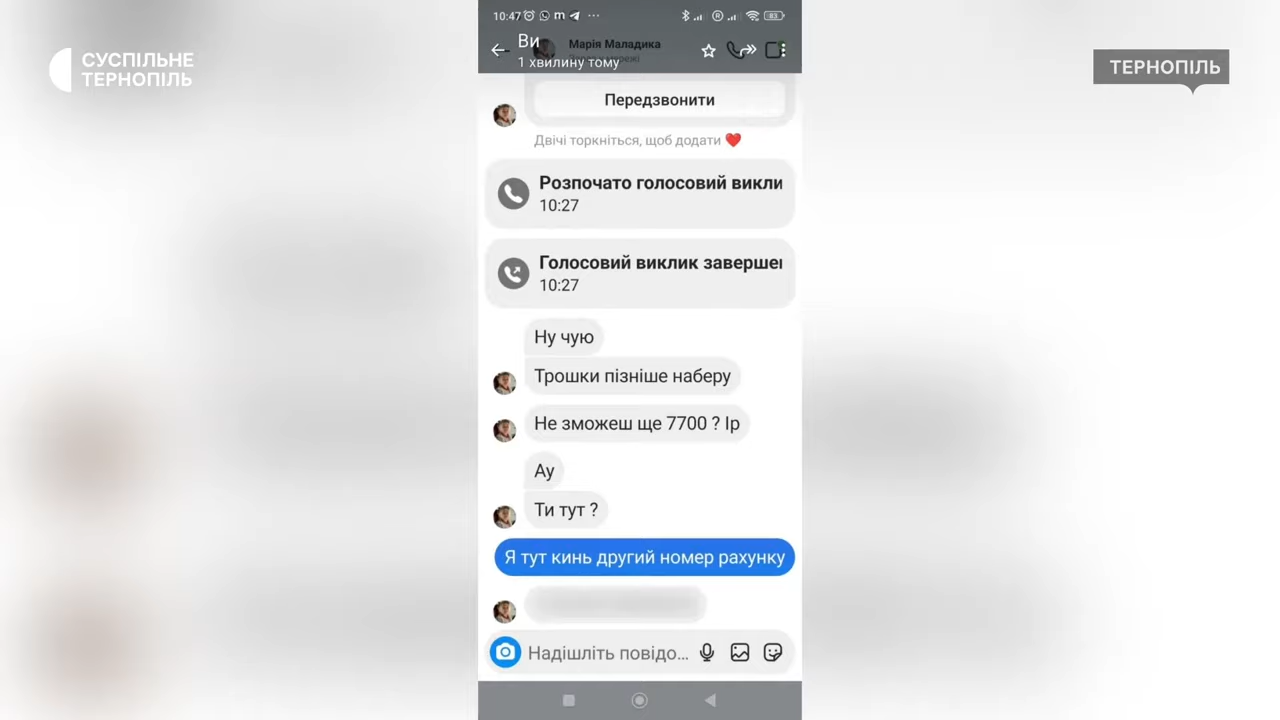 СУСПІЛЬНЕ
ТЕРНОПІЛЬ
ТЕРНОПІЛЬ
10:47
83
Ви
Марія Маладика
1 хвилину тому
Передзвонити
Двічі торкніться, щоб додати ❤️
Розпочато голосовий викли
10:27
Голосовий виклик заверше
10:27
Ну чую
Трошки пізніше наберу
Не зможеш ще 7700 ? Ір
Ау
Ти тут ?
Я тут кинь другий номер рахунку
Надішліть повідо...